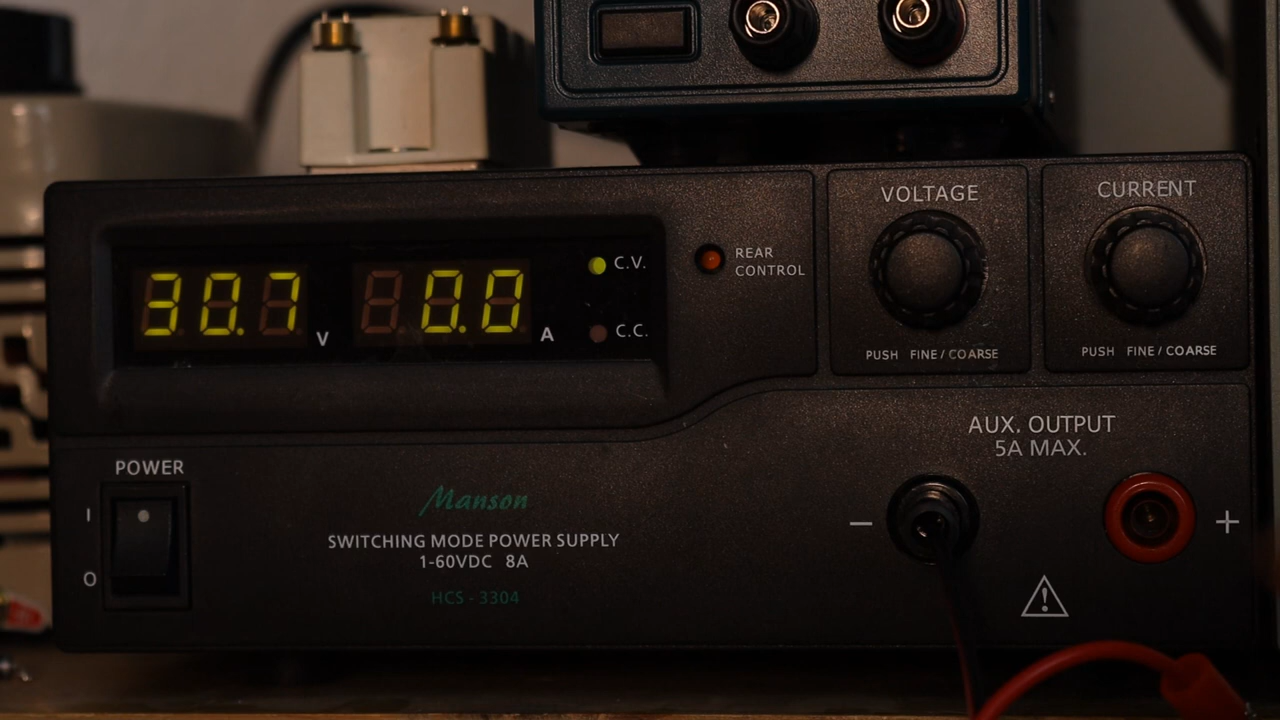 30.7 V 0.0 A
C.V.
C.C.
REAR
CONTROL
VOLTAGE
PUSH FINE / COARSE
CURRENT
PUSH FINE / COARSE
POWER
I
O
Manson
SWITCHING MODE POWER SUPPLY
1-60VDC 8A
HCS - 3304
AUX. OUTPUT
5A MAX.
− +